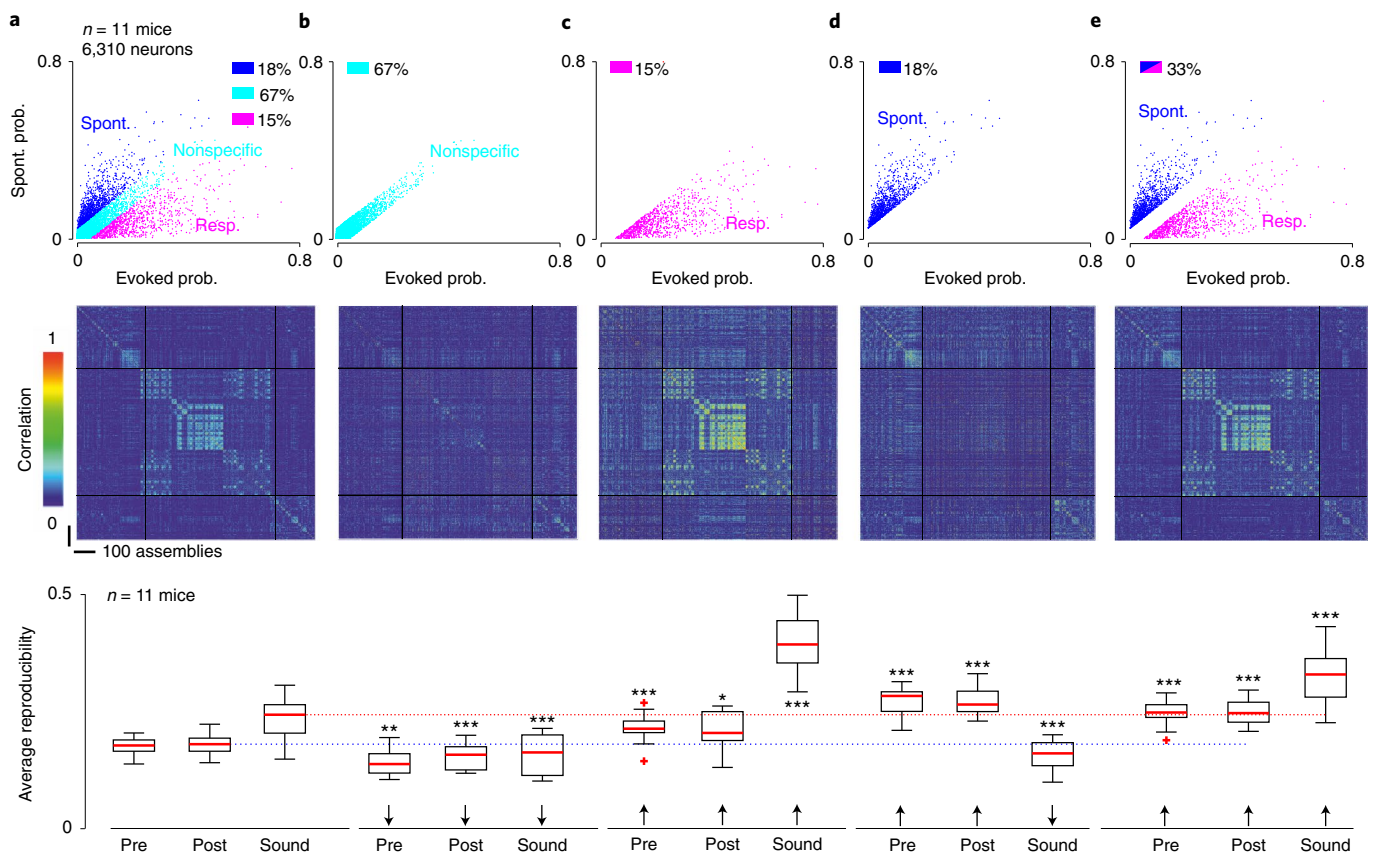 a
n = 11 mice
6,310 neurons
0.8
Spont. prob.
0
18%
67%
15%
Spont.
Nonspecific
Resp.
0
0.8
Evoked prob.
b
0.8
67%
Nonspecific
0
0
0.8
Evoked prob.
c
0.8
15%
Resp.
0
0
0.8
Evoked prob.
d
0.8
18%
Spont.
0
0
0.8
Evoked prob.
e
0.8
33%
Spont.
Resp.
0
0
0.8
Evoked prob.
1
Correlation
0
100 assemblies
0.5
n = 11 mice
Average reproducibility
0
**
***
***
***
*
***
***
***
***
***
***
***
Pre Post Sound
Pre Post Sound
Pre Post Sound
Pre Post Sound
Pre Post Sound